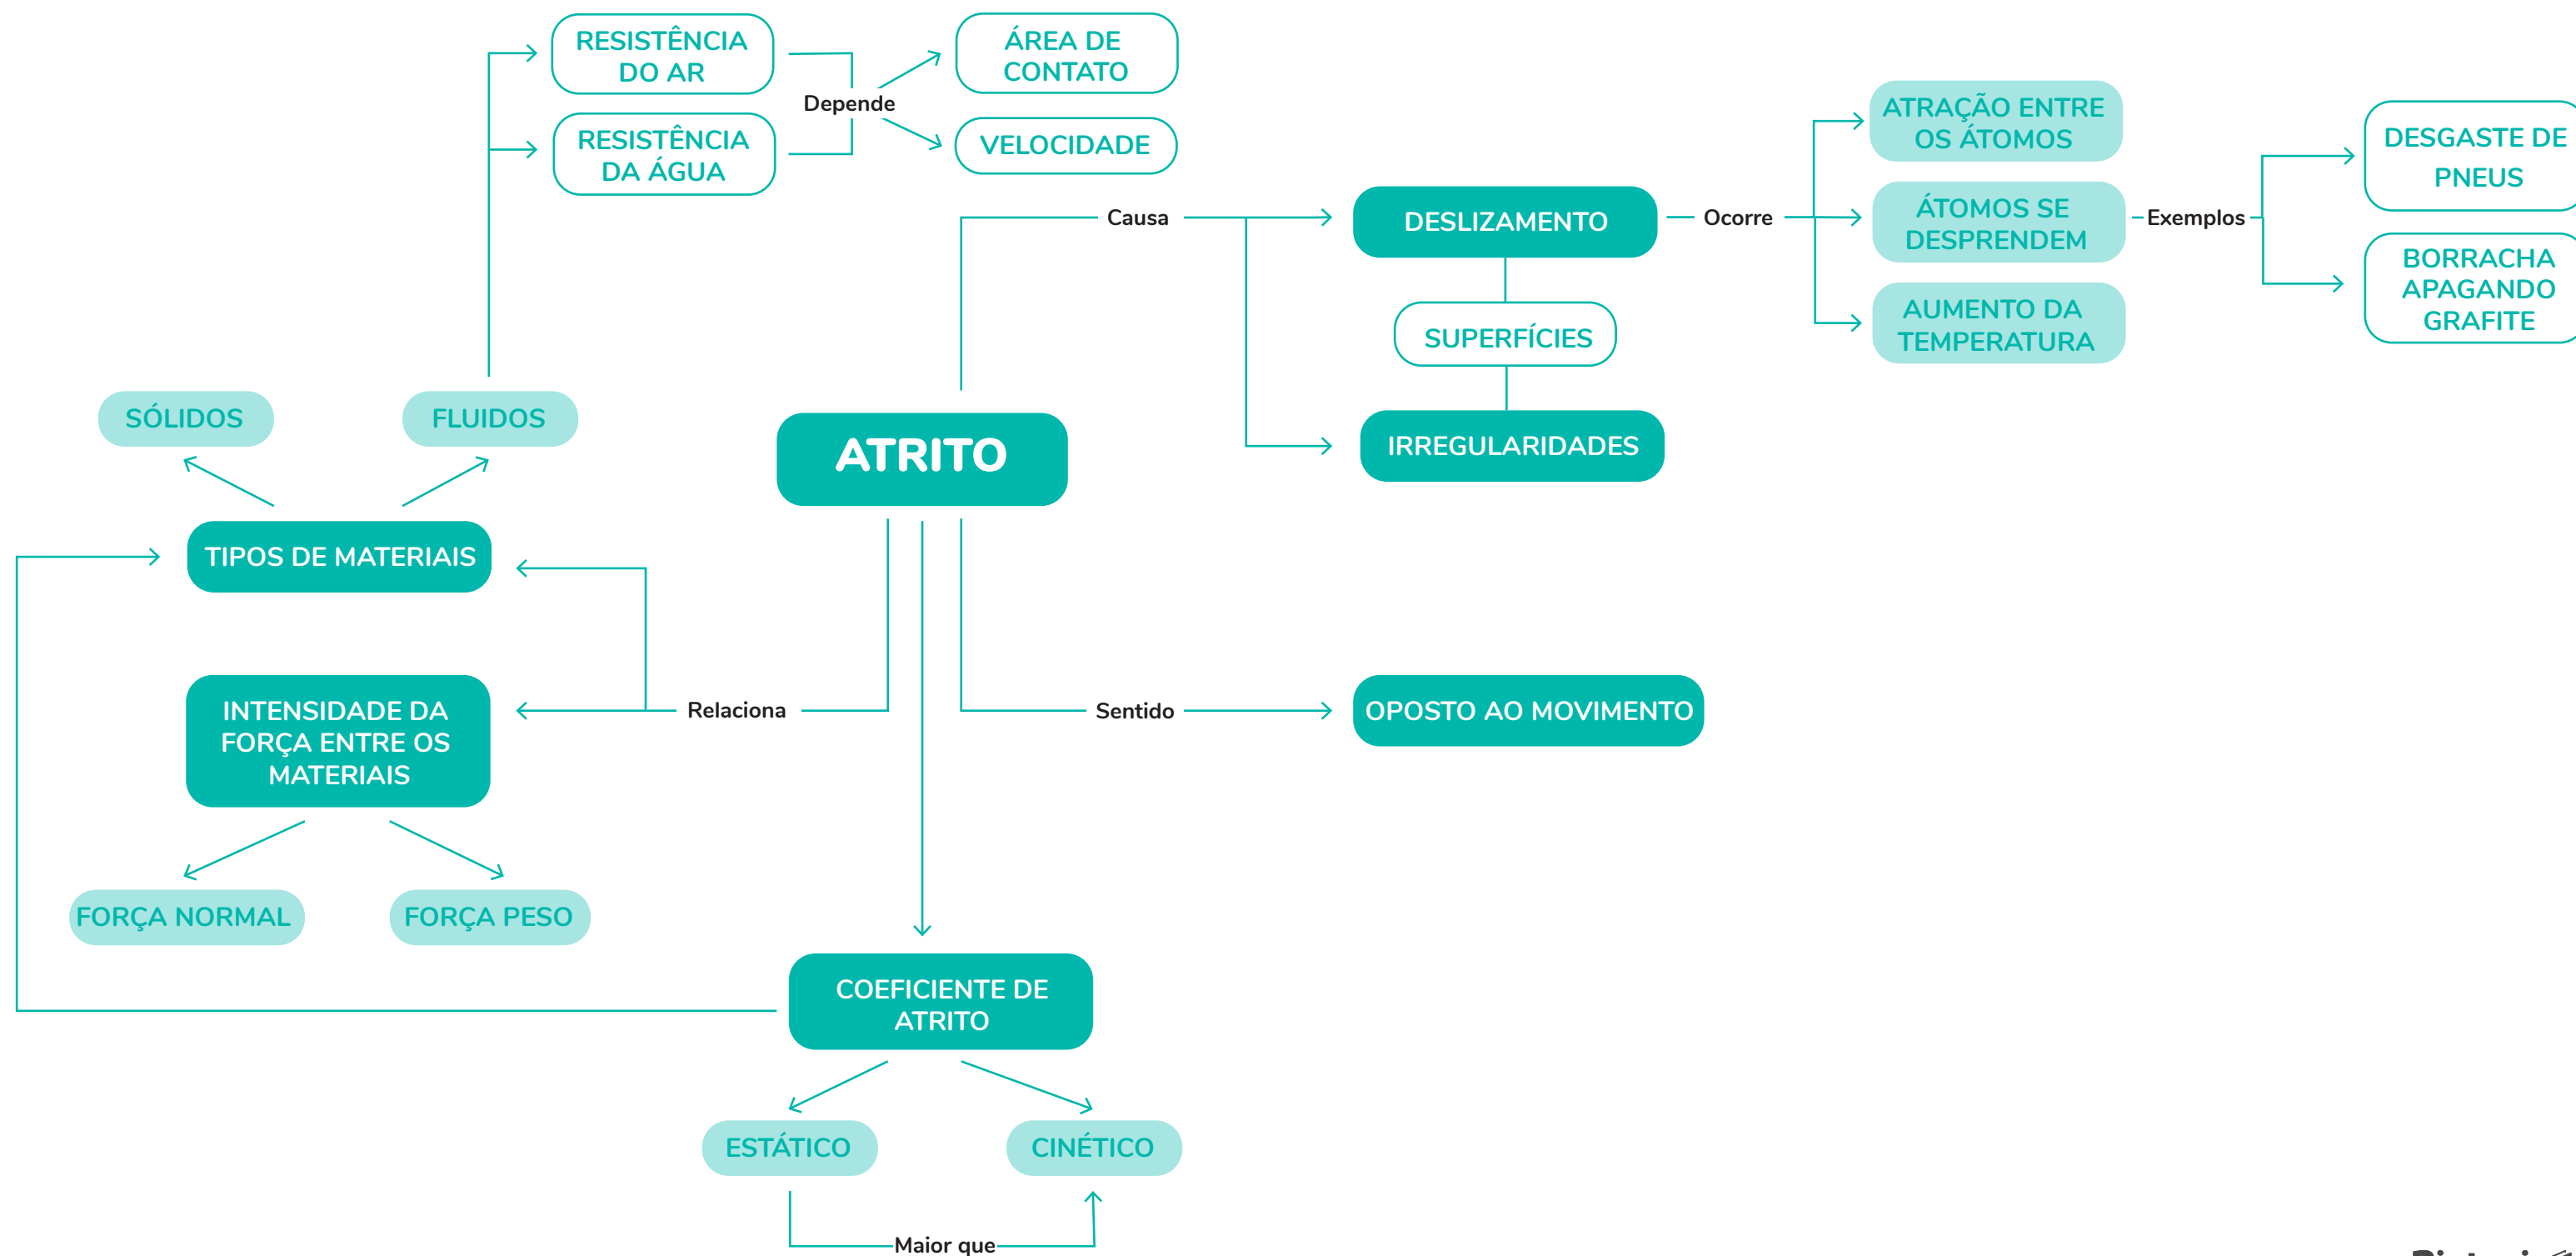 RESISTÊNCIA
DO AR
RESISTÊNCIA
DA ÁGUA
Depende
ÁREA DE
CONTATO
VELOCIDADE
Causa
DESLIZAMENTO
SUPERFÍCIES
IRREGULARIDADES
Ocorre
ATRAÇÃO ENTRE
OS ÁTOMOS
ÁTOMOS SE
DESPRENDEM
AUMENTO DA
TEMPERATURA
Exemplos
DESGASTE DE
PNEUS
BORRACHA
APAGANDO
GRAFITE
SÓLIDOS
FLUIDOS
ATRITO
TIPOS DE MATERIAIS
INTENSIDADE DA
FORÇA ENTRE OS
MATERIAIS
Relaciona
Sentido
OPOSTO AO MOVIMENTO
FORÇA NORMAL
FORÇA PESO
COEFICIENTE DE
ATRITO
ESTÁTICO
CINÉTICO
Maior que